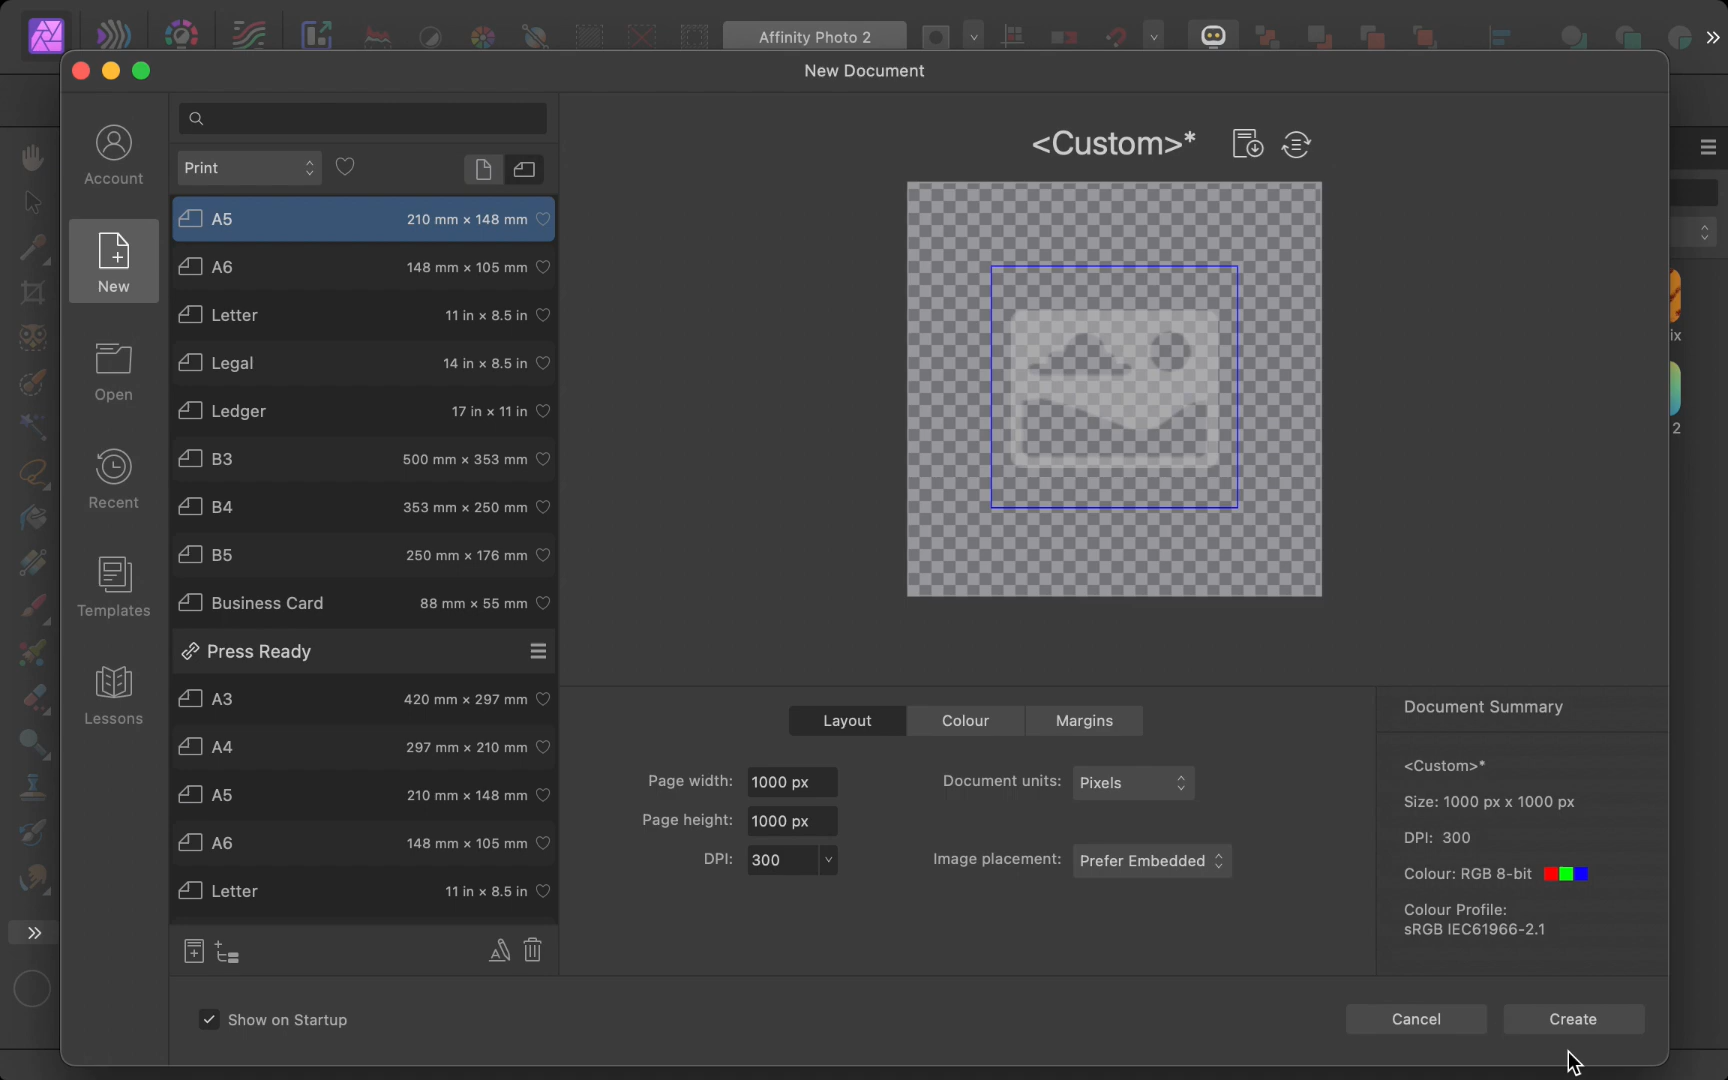 Affinity Photo 2
New Document
Account
New
Open
Recent
Templates
Lessons
Print
A5 210 mm × 148 mm
A6 148 mm × 105 mm
Letter 11 in × 8.5 in
Legal 14 in × 8.5 in
Ledger 17 in × 11 in
B3 500 mm × 353 mm
B4 353 mm × 250 mm
B5 250 mm × 176 mm
Business Card 88 mm × 55 mm
Press Ready
A3 420 mm × 297 mm
A4 297 mm × 210 mm
A5 210 mm × 148 mm
A6 148 mm × 105 mm
Letter 11 in × 8.5 in
<Custom>*
Layout Colour Margins
Page width: 1000 px Document units: Pixels
Page height: 1000 px
DPI: 300 Image placement: Prefer Embedded
Document Summary
<Custom>*
Size: 1000 px x 1000 px
DPI: 300
Colour: RGB 8-bit
Colour Profile:
sRGB IEC61966-2.1
ix
2
Show on Startup
Cancel Create